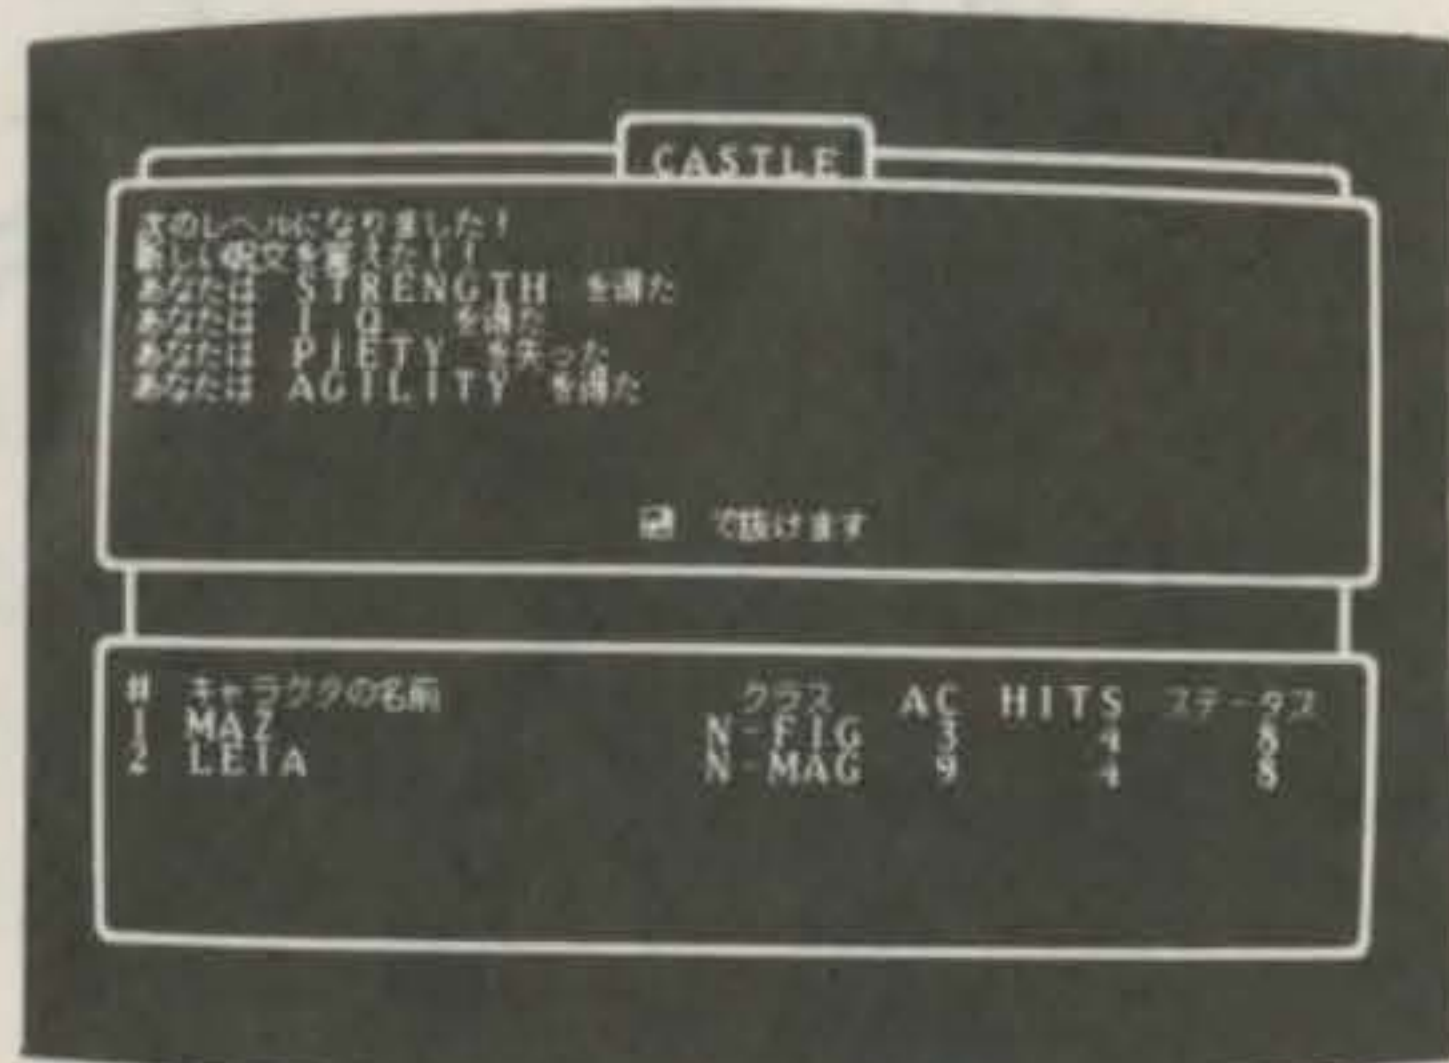 CASTLE
次のレベルになりました!
新しい呪文を覚えた!!
あなたは STRENGTH を得た
あなたは I Q を得た
あなたは PIETY を失った
あなたは AGILITY を得た
で抜けます
# キャラクタの名前 クラス AC HITS ステータス
1 MAZ N-FIG 3 4 8
2 LEIA N-MAG 9 4 8